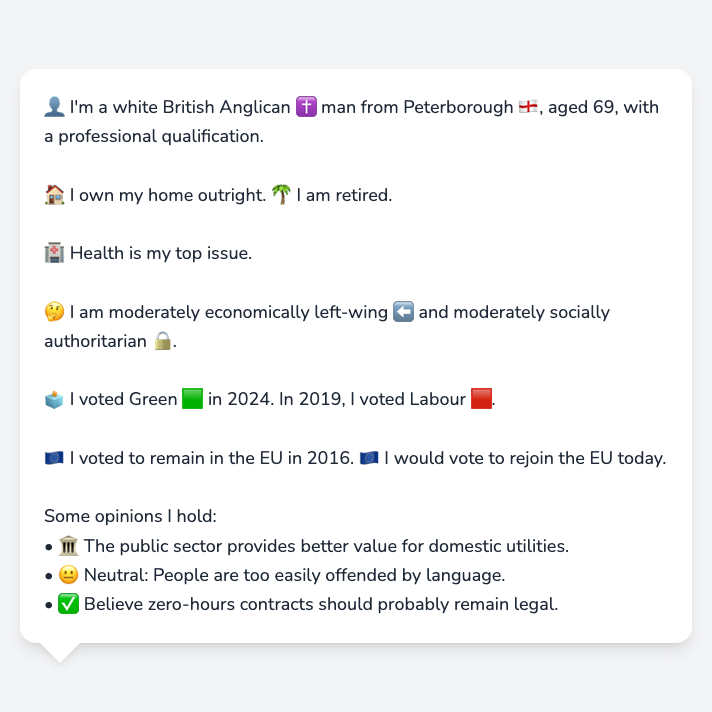 👤 I'm a white British Anglican ✝️ man from Peterborough 🏴󠁧󠁢󠁥󠁮󠁧󠁿, aged 69, with
a professional qualification.
🏠 I own my home outright. 🌴 I am retired.
🏥 Health is my top issue.
🤔 I am moderately economically left-wing ⬅️ and moderately socially
authoritarian 🔒.
🗳️ I voted Green 🟩 in 2024. In 2019, I voted Labour 🟥.
🇪🇺 I voted to remain in the EU in 2016. 🇪🇺 I would vote to rejoin the EU today.
Some opinions I hold:
• 🏛️ The public sector provides better value for domestic utilities.
• 😐 Neutral: People are too easily offended by language.
• ✅ Believe zero-hours contracts should probably remain legal.